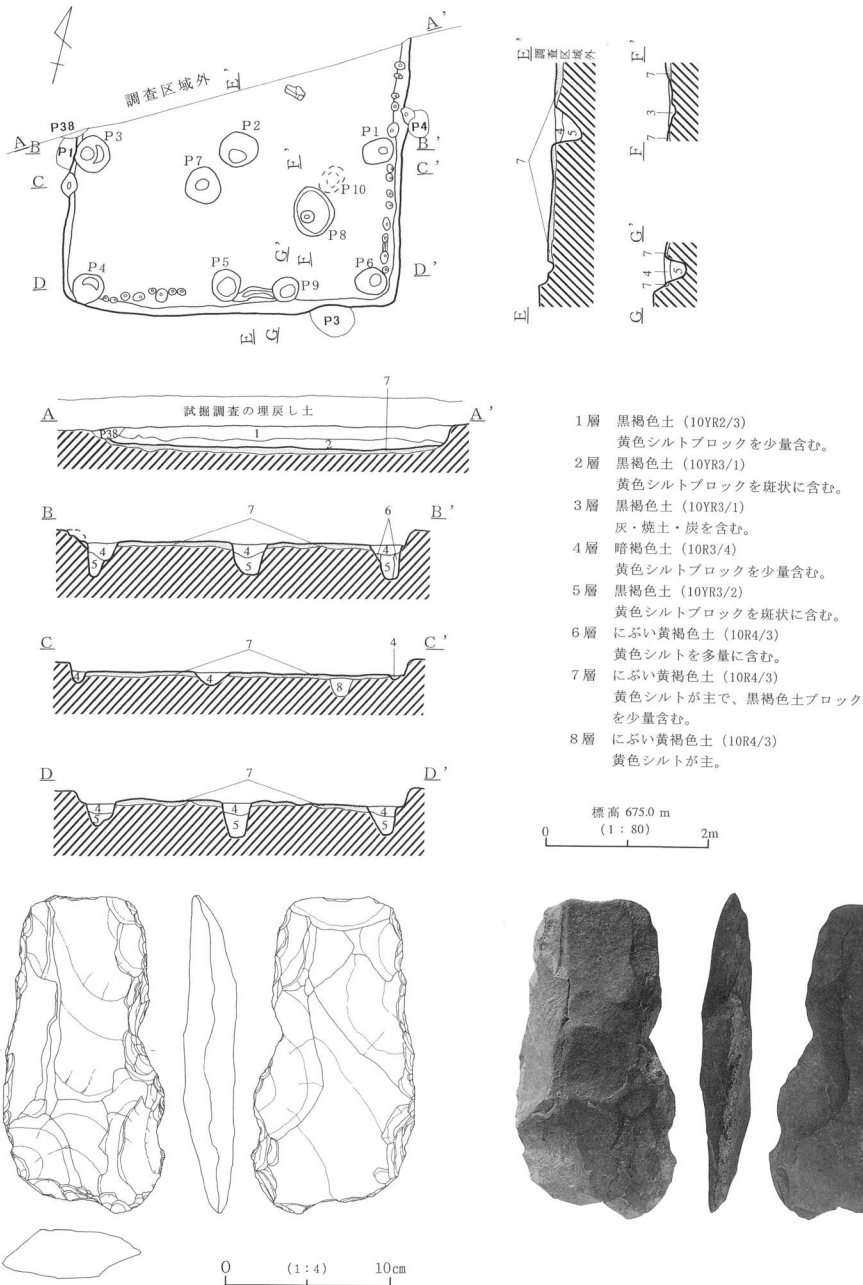 A'
調査区域外
E'
P38
P3
P2
P1
P4
A
B
P1
B'
C'
P7
E'
C
P10
P8
G'
F
P4
P5
P6
D
P9
D'
P3
E
G
E'
調査区域外
7
4
5
E
F'
7
3
7
F
G'
7
4
5
7
G
7
A
試掘調査の埋戻し土
A'
P38
1
2
B
7
6
B'
4
5
4
5
4
5
C
7
4
C'
4
4
8
D
7
D'
4
5
4
5
4
5
1層 黒褐色土 (10YR2/3)
黄色シルトブロックを少量含む。
2層 黒褐色土 (10YR3/1)
黄色シルトブロックを斑状に含む。
3層 黒褐色土 (10YR3/1)
灰・焼土・炭を含む。
4層 暗褐色土 (10R3/4)
黄色シルトブロックを少量含む。
5層 黒褐色土 (10YR3/2)
黄色シルトブロックを斑状に含む。
6層 にぶい黄褐色土 (10R4/3)
黄色シルトを多量に含む。
7層 にぶい黄褐色土 (10R4/3)
黄色シルトが主で、黒褐色土ブロック
を少量含む。
8層 にぶい黄褐色土 (10R4/3)
黄色シルトが主。
標高 675.0 m
(1:80)
0 2m
0 (1:4) 10cm